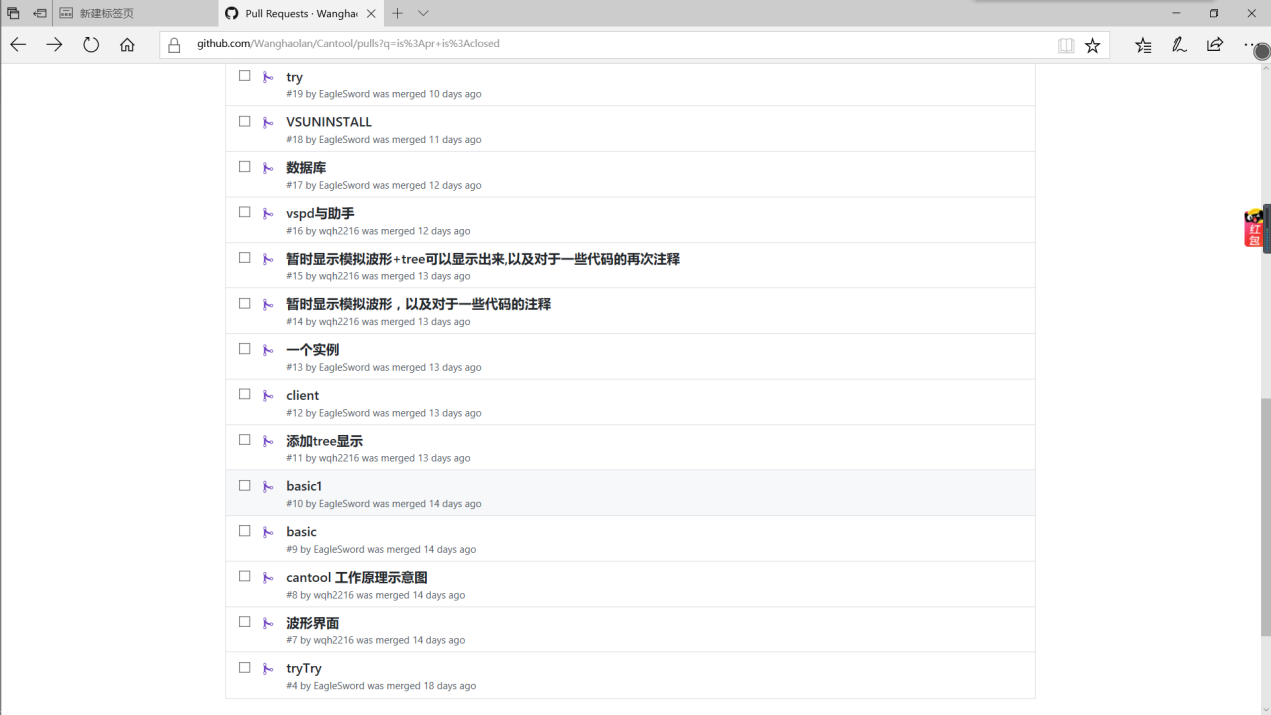 新建标签页
Pull Requests · Wanghao
github.com/Wanghaolan/Cantool/pulls?q=is%3Apr+is%3Aclosed
try
#19 by EagleSword was merged 10 days ago
VSUNINSTALL
#18 by EagleSword was merged 11 days ago
数据库
#17 by EagleSword was merged 12 days ago
vspd与助手
#16 by wqh2216 was merged 12 days ago
红包
暂时显示模拟波形+tree可以显示出来,以及对于一些代码的再次注释
#15 by wqh2216 was merged 13 days ago
暂时显示模拟波形，以及对于一些代码的注释
#14 by wqh2216 was merged 13 days ago
一个实例
#13 by EagleSword was merged 13 days ago
client
#12 by EagleSword was merged 13 days ago
添加tree显示
#11 by wqh2216 was merged 13 days ago
basic1
#10 by EagleSword was merged 14 days ago
basic
#9 by EagleSword was merged 14 days ago
cantool 工作原理示意图
#8 by wqh2216 was merged 14 days ago
波形界面
#7 by wqh2216 was merged 14 days ago
tryTry
#4 by EagleSword was merged 18 days ago